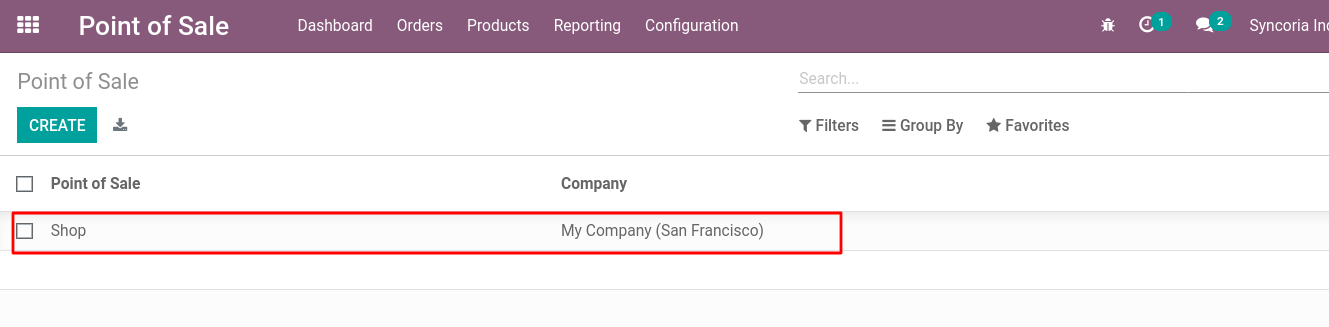 Point of Sale Dashboard Orders Products Reporting Configuration 1 2 Syncoria Inc
Point of Sale Search...
CREATE Filters Group By Favorites
Point of Sale Company
Shop My Company (San Francisco)